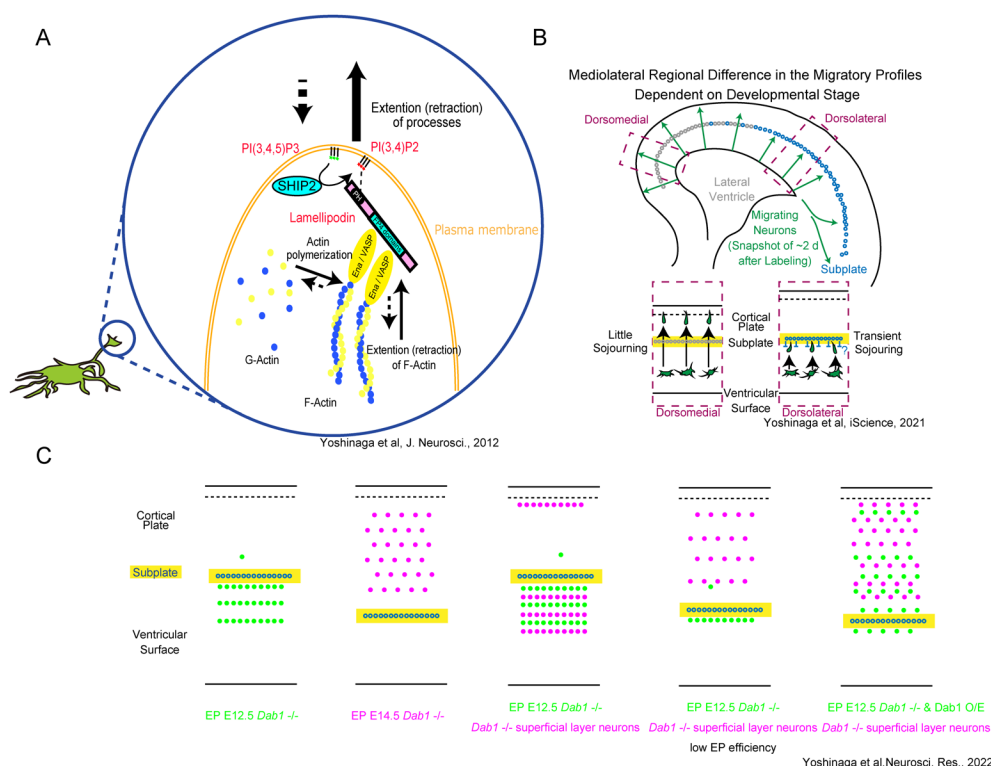 A
Extention (retraction)
of processes
PI(3,4,5)P3
PI(3,4)P2
SHIP2
PH
Lamellipodin
Plasma membrane
Actin
polymerization
Ena / VASP
Ena / VASP
Extention (retraction)
of F-Actin
G-Actin
F-Actin
Yoshinaga et al, J. Neurosci., 2012
B
Mediolateral Regional Difference in the Migratory Profiles
Dependent on Developmental Stage
Dorsomedial
Dorsolateral
Lateral
Ventricle
Migrating
Neurons
(Snapshot of ~2 d
after Labeling)
Subplate
Little
Sojourning
Cortical
Plate
Subplate
Transient
Sojouring
?
Ventricular
Surface
Dorsomedial
Dorsolateral
Yoshinaga et al, iScience, 2021
C
Cortical
Plate
Subplate
Ventricular
Surface
EP E12.5 Dab1 -/-
EP E14.5 Dab1 -/-
EP E12.5 Dab1 -/-
Dab1 -/- superficial layer neurons
EP E12.5 Dab1 -/-
Dab1 -/- superficial layer neurons
low EP efficiency
EP E12.5 Dab1 -/- & Dab1 O/E
Dab1 -/- superficial layer neurons
Yoshinaga et al,Neurosci. Res., 2022